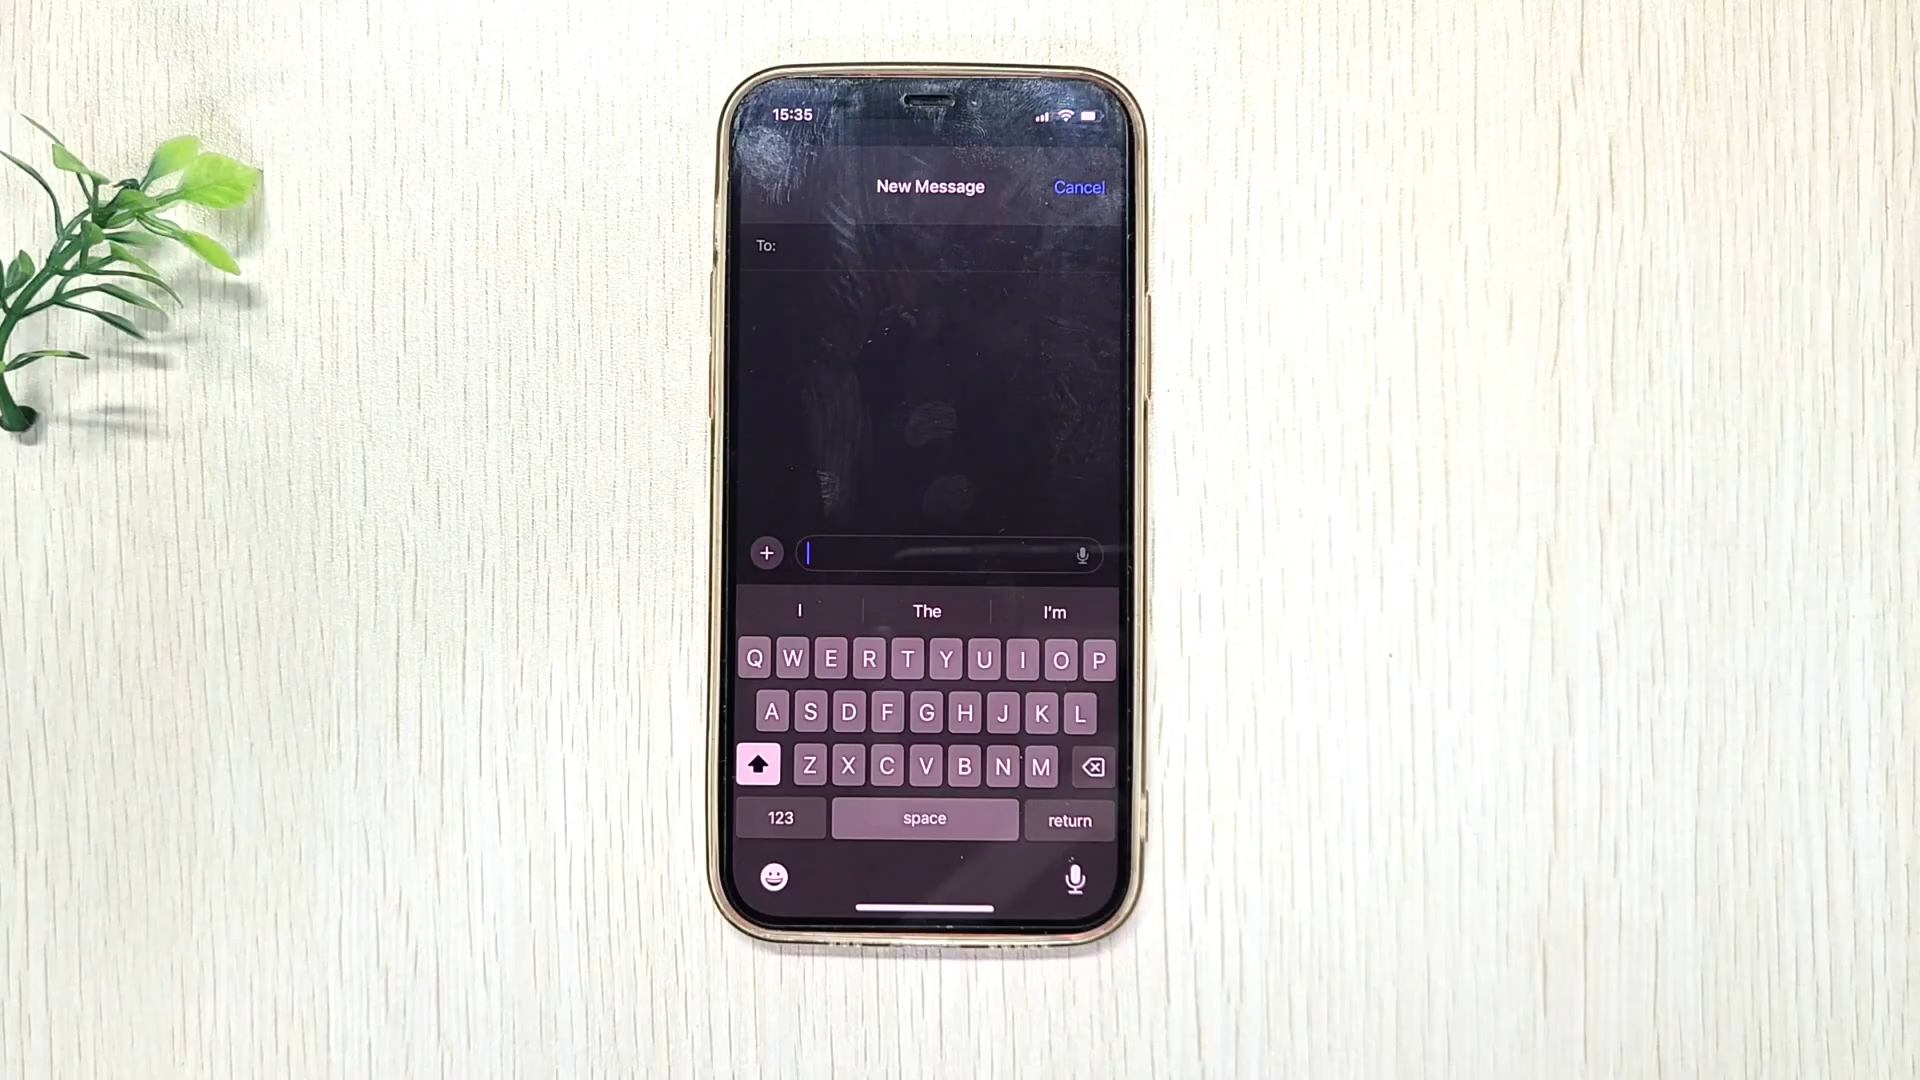 15:35
New Message Cancel
To:
I The I'm
Q W E R T Y U I O P
A S D F G H J K L
Z X C V B N M
123 space return